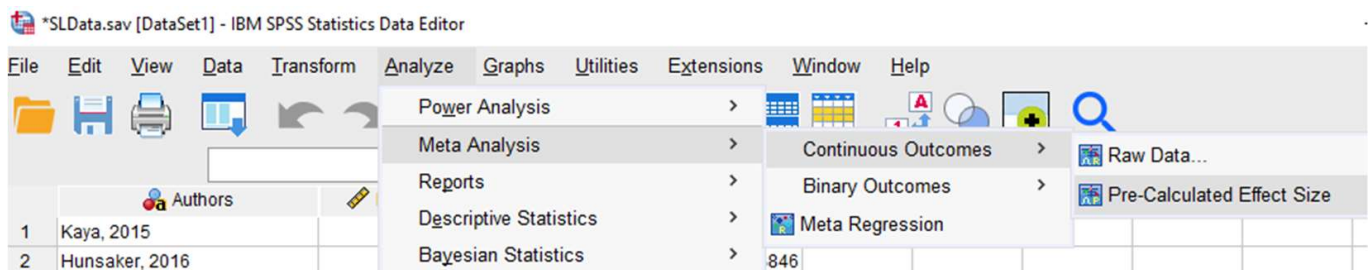 *SLData.sav [DataSet1] - IBM SPSS Statistics Data Editor
File Edit View Data Transform Analyze Graphs Utilities Extensions Window Help
Power Analysis
Meta Analysis
Continuous Outcomes
Raw Data...
Reports
Binary Outcomes
Pre-Calculated Effect Size
Authors
Descriptive Statistics
Meta Regression
1 Kaya, 2015
2 Hunsaker, 2016
Bayesian Statistics
846